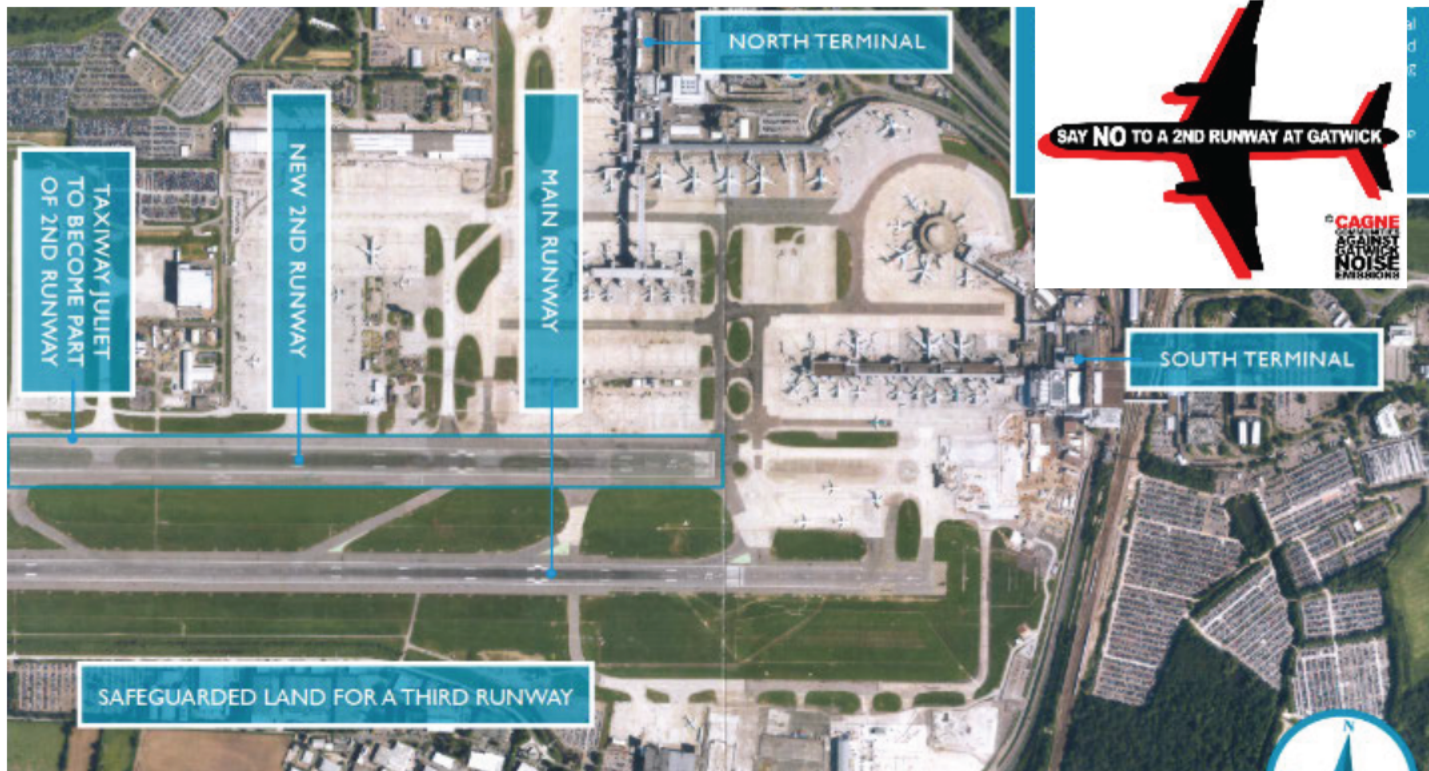 NORTH TERMINAL
SAY NO TO A 2ND RUNWAY AT GATWICK
CAGNE
COMMUNITIES
AGAINST
GATWICK
NOISE
EMISSIONS
TAXIWAY JULIET
TO BECOME PART
OF 2ND RUNWAY
NEW 2ND RUNWAY
MAIN RUNWAY
SOUTH TERMINAL
SAFEGUARDED LAND FOR A THIRD RUNWAY
N